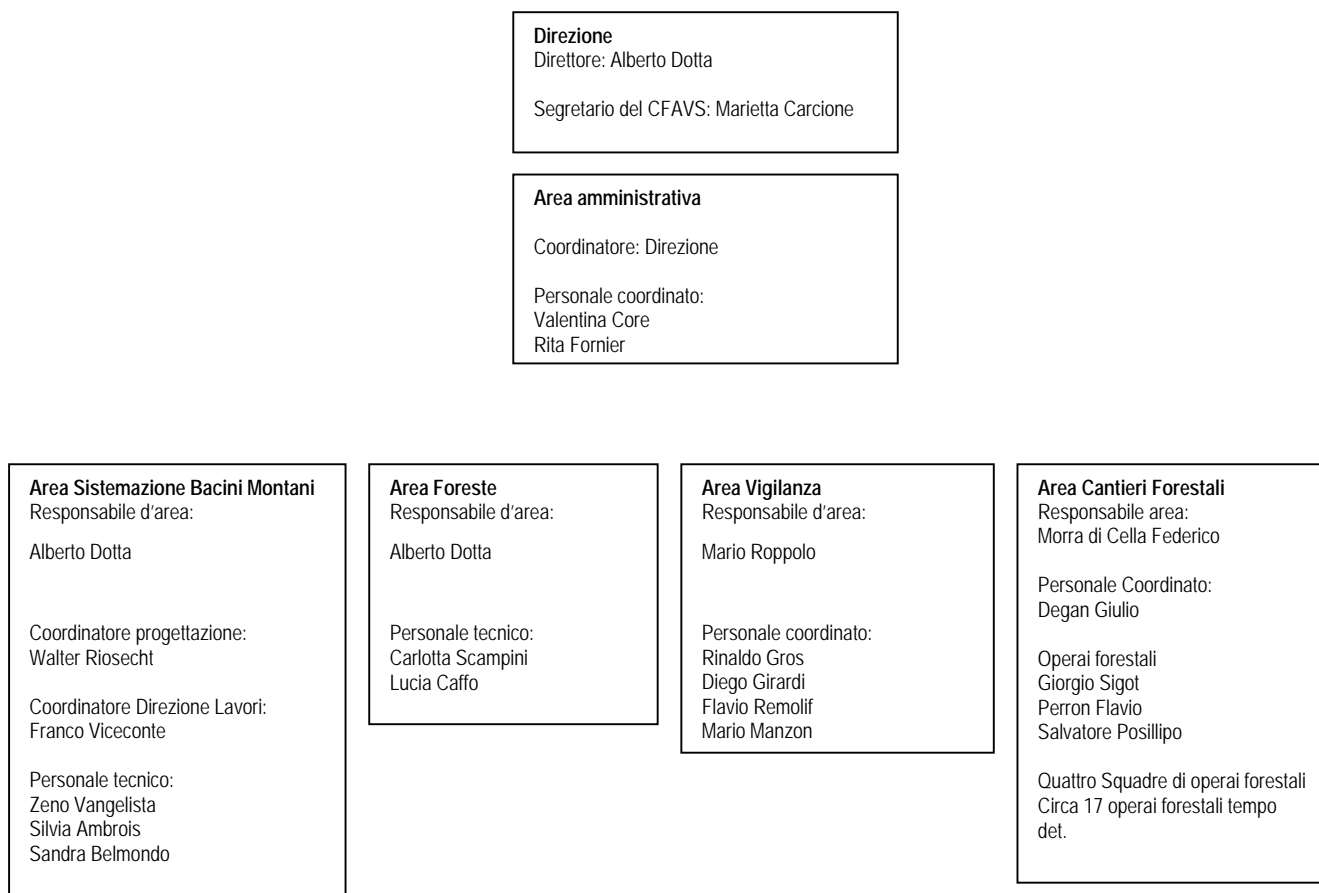 Direzione
Direttore: Alberto Dotta
Segretario del CFAVS: Marietta Carcione
Area amministrativa
Coordinatore: Direzione
Personale coordinato:
Valentina Core
Rita Fornier
Area Sistemazione Bacini Montani
Responsabile d'area:
Alberto Dotta
Coordinatore progettazione:
Walter Riosecht
Coordinatore Direzione Lavori:
Franco Viceconte
Personale tecnico:
Zeno Vangelista
Silvia Ambrois
Sandra Belmondo
Area Foreste
Responsabile d'area:
Alberto Dotta
Personale tecnico:
Carlotta Scampini
Lucia Caffo
Area Vigilanza
Responsabile d'area:
Mario Roppolo
Personale coordinato:
Rinaldo Gros
Diego Girardi
Flavio Remolif
Mario Manzon
Area Cantieri Forestali
Responsabile area:
Morra di Cella Federico
Personale Coordinato:
Degan Giulio
Operai forestali
Giorgio Sigot
Perron Flavio
Salvatore Posillipo
Quattro Squadre di operai forestali
Circa 17 operai forestali tempo
det.